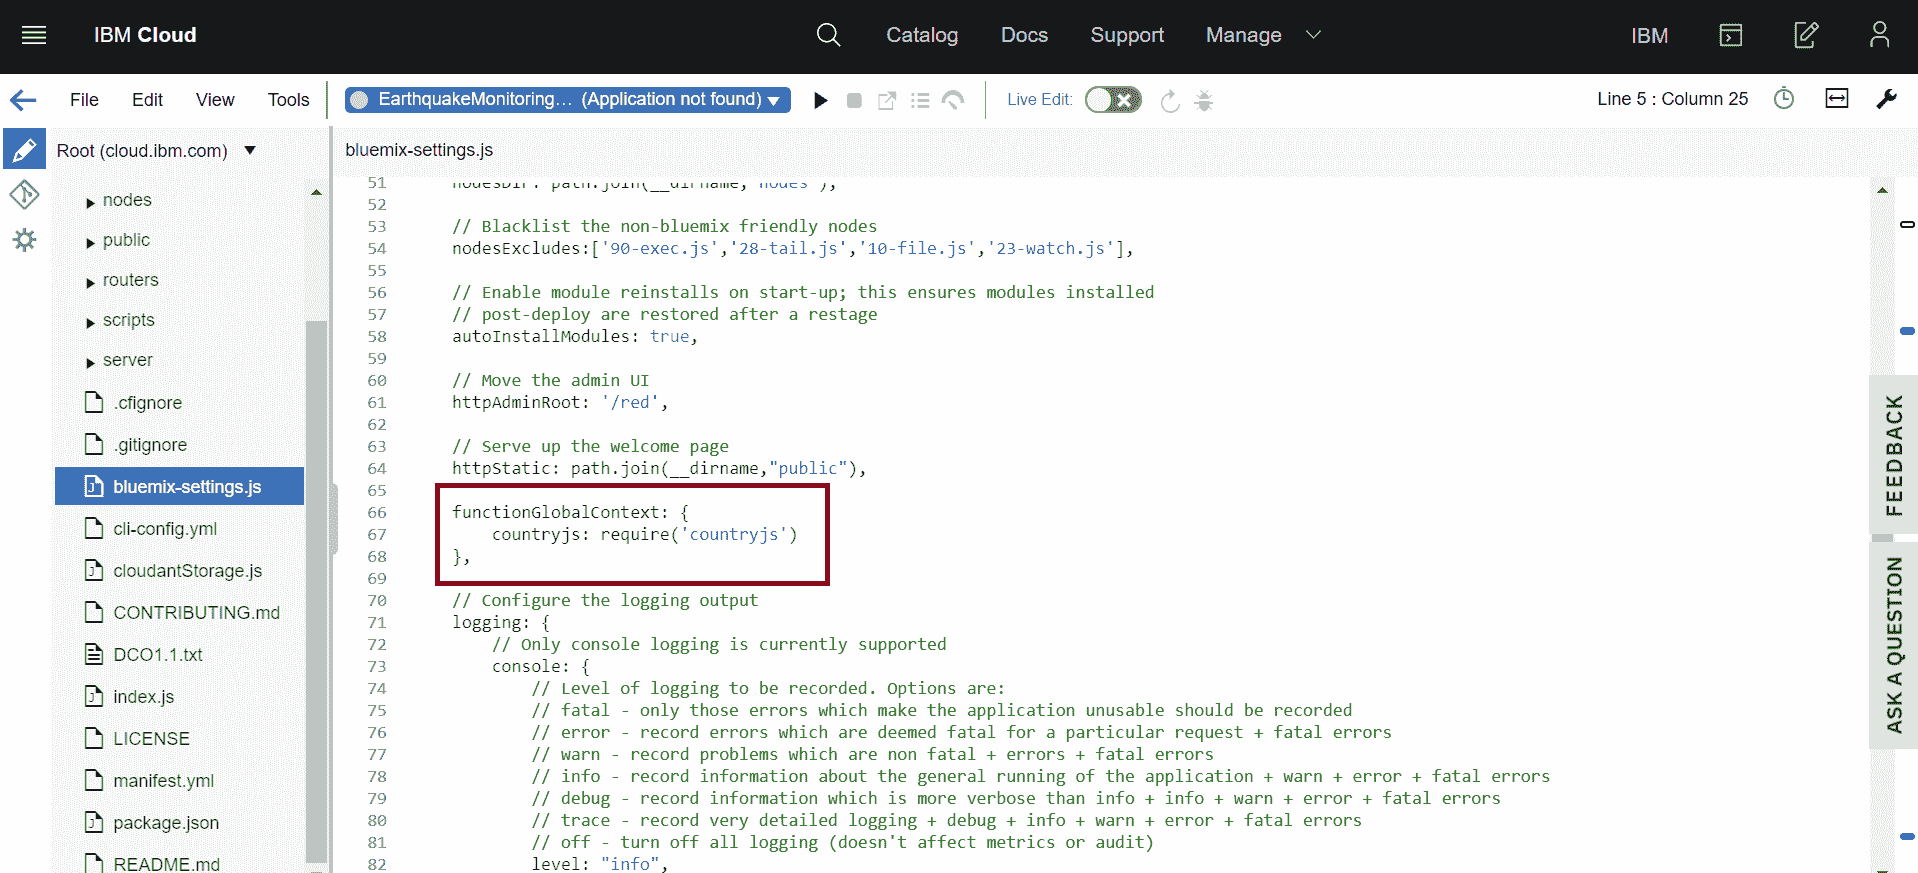 IBM Cloud
Catalog
Docs
Support
Manage
IBM
File
Edit
View
Tools
EarthquakeMonitoring... (Application not found)
Live Edit:
Line 5 : Column 25
Root (cloud.ibm.com)
bluemix-settings.js
nodes
public
routers
scripts
server
.cfignore
.gitignore
bluemix-settings.js
cli-config.yml
cloudantStorage.js
CONTRIBUTING.md
DCO1.1.txt
index.js
LICENSE
manifest.yml
package.json
README.md
51 nodesDir: path.join(__dirname,"nodes"),
52
53 // Blacklist the non-bluemix friendly nodes
54 nodesExcludes:['90-exec.js','28-tail.js','10-file.js','23-watch.js'],
55
56 // Enable module reinstalls on start-up; this ensures modules installed
57 // post-deploy are restored after a restage
58 autoInstallModules: true,
59
60 // Move the admin UI
61 httpAdminRoot: '/red',
62
63 // Serve up the welcome page
64 httpStatic: path.join(__dirname,"public"),
65
66 functionGlobalContext: {
67 countryjs: require('countryjs')
68 },
69
70 // Configure the logging output
71 logging: {
72 // Only console logging is currently supported
73 console: {
74 // Level of logging to be recorded. Options are:
75 // fatal - only those errors which make the application unusable should be recorded
76 // error - record errors which are deemed fatal for a particular request + fatal errors
77 // warn - record problems which are non fatal + errors + fatal errors
78 // info - record information about the general running of the application + warn + error + fatal errors
79 // debug - record information which is more verbose than info + info + warn + error + fatal errors
80 // trace - record very detailed logging + debug + info + warn + error + fatal errors
81 // off - turn off all logging (doesn't affect metrics or audit)
82 level: "info",
FEEDBACK
ASK A QUESTION